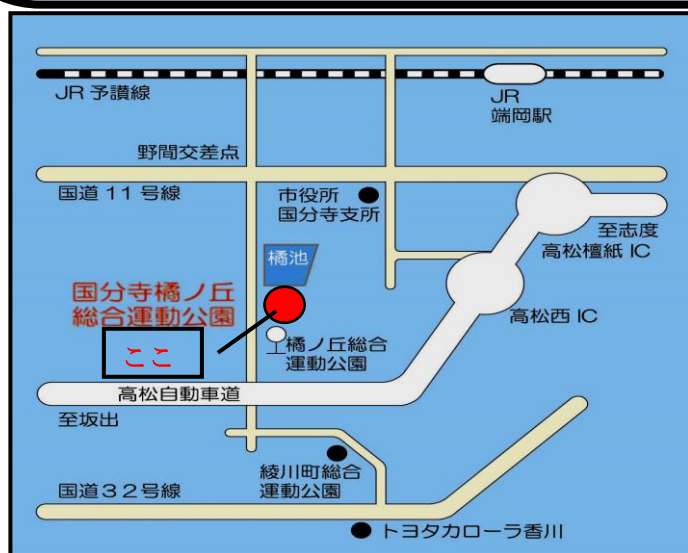 JR 予讃線
JR
端岡駅
野間交差点
国道 11 号線
市役所
国分寺支所
至志度
高松檀紙 IC
橘池
国分寺橘ノ丘
総合運動公園
高松西 IC
ここ
橘ノ丘総合
運動公園
高松自動車道
至坂出
綾川町総合
運動公園
国道３２号線
トヨタカローラ香川